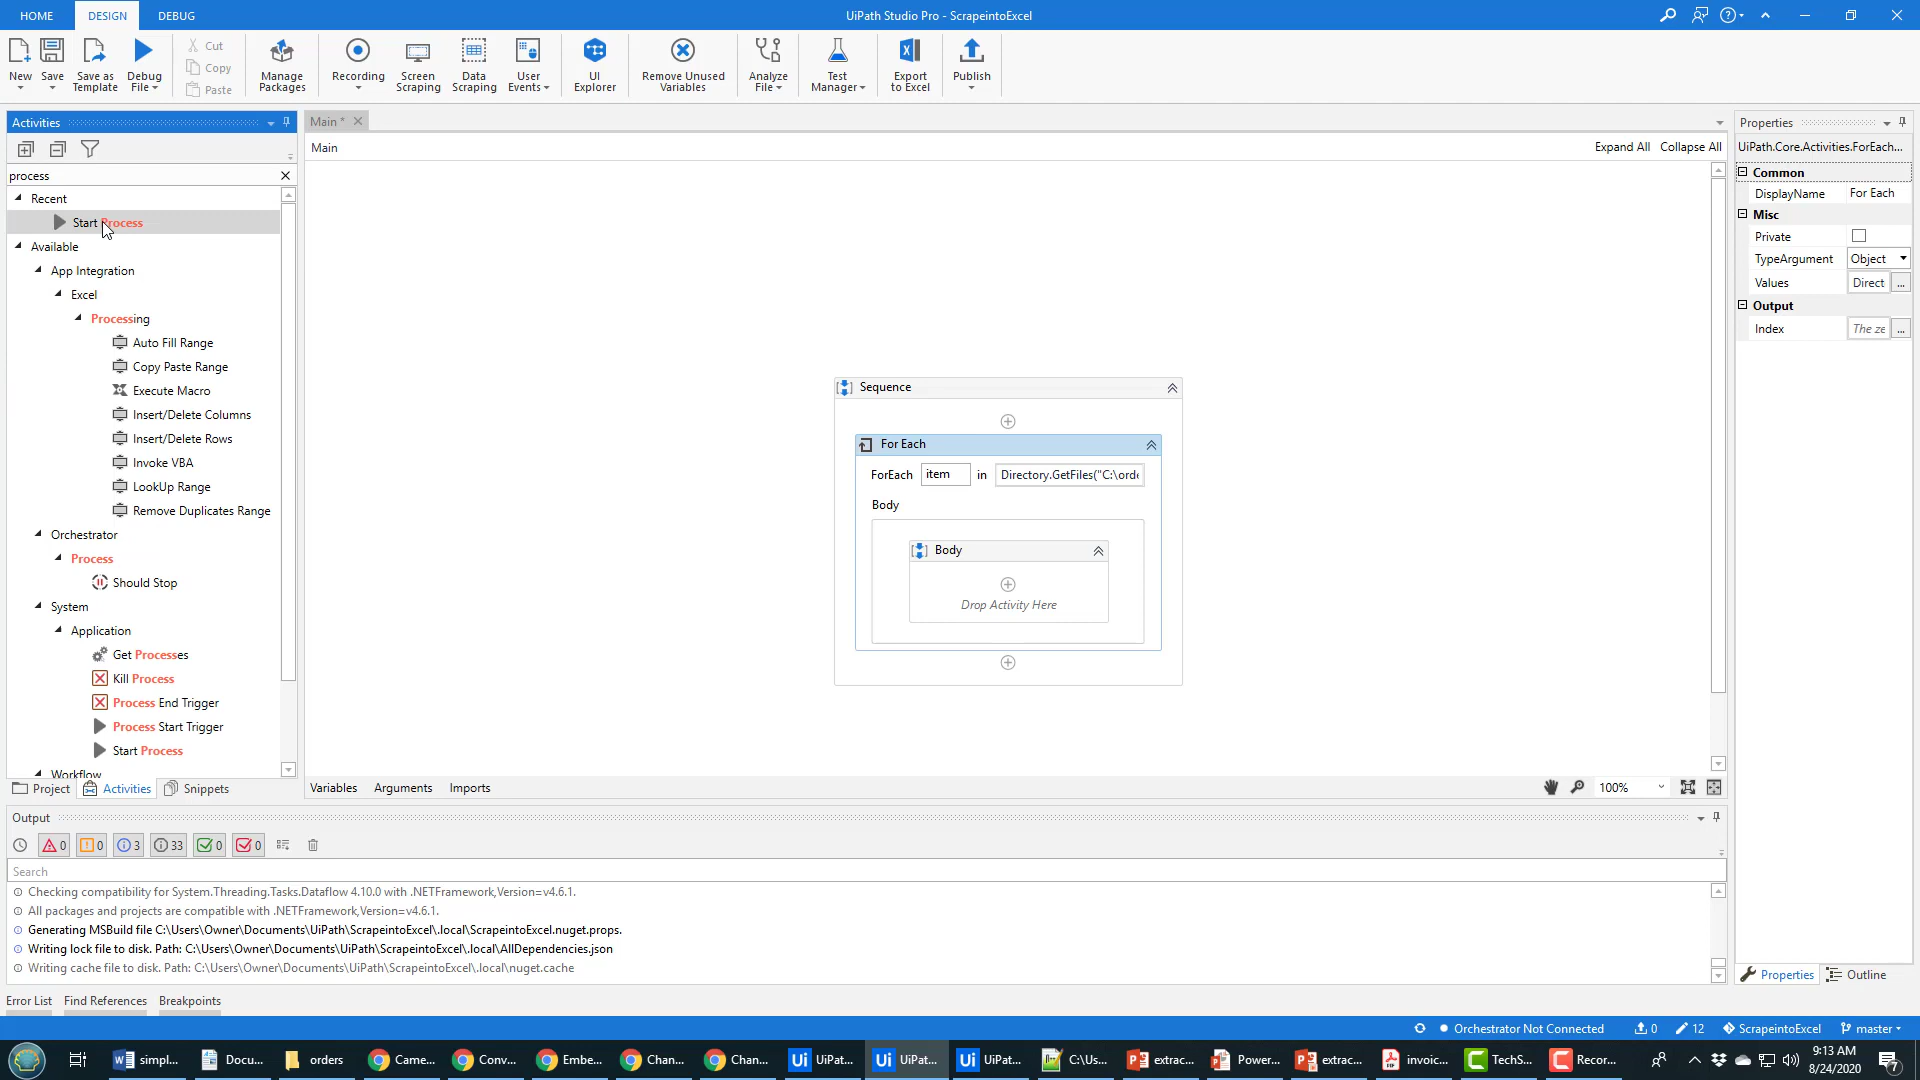 HOME DESIGN DEBUG UiPath Studio Pro - ScrapeintoExcel
New Save Save as Template Debug File Cut Copy Paste Manage Packages Recording Screen Scraping Data Scraping User Events UI Explorer Remove Unused Variables Analyze File Test Manager Export to Excel Publish
Activities
process
Recent
Start Process
Available
App Integration
Excel
Processing
Auto Fill Range
Copy Paste Range
Execute Macro
Insert/Delete Columns
Insert/Delete Rows
Invoke VBA
LookUp Range
Remove Duplicates Range
Orchestrator
Process
Should Stop
System
Application
Get Processes
Kill Process
Process End Trigger
Process Start Trigger
Start Process
Workflow
Project Activities Snippets
Main *
Main Expand All Collapse All
Sequence
For Each
ForEach item in Directory.GetFiles("C:\orde
Body
Body
Drop Activity Here
Variables Arguments Imports 100%
Properties
UiPath.Core.Activities.ForEach...
Common
DisplayName For Each
Misc
Private
TypeArgument Object
Values Direct ...
Output
Index The ze ...
Properties Outline
Output
0 0 3 33 0 0
Search
Checking compatibility for System.Threading.Tasks.Dataflow 4.10.0 with .NETFramework,Version=v4.6.1.
All packages and projects are compatible with .NETFramework,Version=v4.6.1.
Generating MSBuild file C:\Users\Owner\Documents\UiPath\ScrapeintoExcel\.local\ScrapeintoExcel.nuget.props.
Writing lock file to disk. Path: C:\Users\Owner\Documents\UiPath\ScrapeintoExcel\.local\AllDependencies.json
Writing cache file to disk. Path: C:\Users\Owner\Documents\UiPath\ScrapeintoExcel\.local\nuget.cache
Error List Find References Breakpoints
Orchestrator Not Connected 0 12 ScrapeintoExcel master
simpl... Docu... orders Came... Conv... Embe... Chan... Chan... UiPat... UiPat... UiPat... C:\Us... extrac... Power... extrac... invoic... TechS... Recor... 9:13 AM
8/24/2020 7